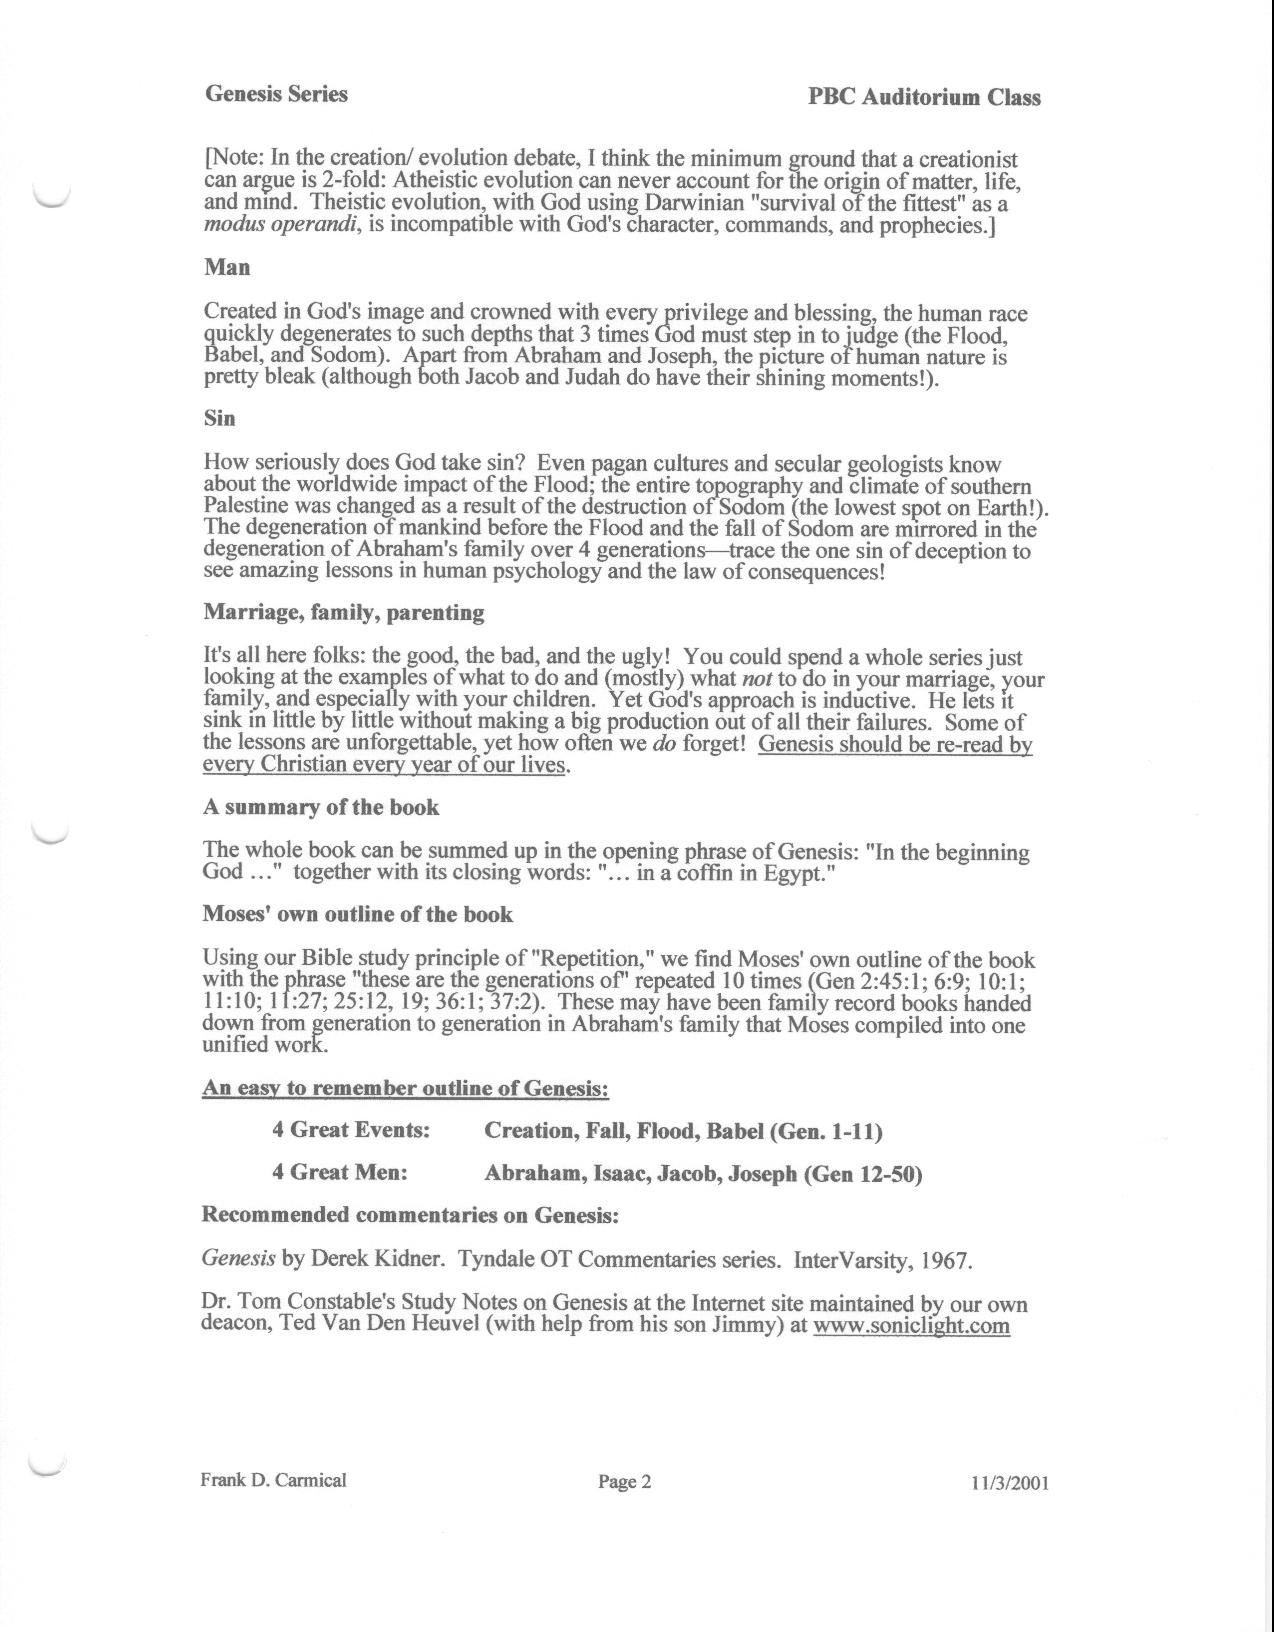 Genesis Series
PBC Auditorium Class
[Note: In the creation/ evolution debate, I think the minimum ground that a creationist
can argue is 2-fold: Atheistic evolution can never account for the origin of matter, life,
and mind.  Theistic evolution, with God using Darwinian "survival of the fittest" as a
modus operandi, is incompatible with God's character, commands, and prophecies.]
Man
Created in God's image and crowned with every privilege and blessing, the human race
quickly degenerates to such depths that 3 times God must step in to judge (the Flood,
Babel, and Sodom).  Apart from Abraham and Joseph, the picture of human nature is
pretty bleak (although both Jacob and Judah do have their shining moments!).
Sin
How seriously does God take sin?  Even pagan cultures and secular geologists know
about the worldwide impact of the Flood; the entire topography and climate of southern
Palestine was changed as a result of the destruction of Sodom (the lowest spot on Earth!).
The degeneration of mankind before the Flood and the fall of Sodom are mirrored in the
degeneration of Abraham's family over 4 generations—trace the one sin of deception to
see amazing lessons in human psychology and the law of consequences!
Marriage, family, parenting
It's all here folks: the good, the bad, and the ugly!  You could spend a whole series just
looking at the examples of what to do and (mostly) what not to do in your marriage, your
family, and especially with your children.  Yet God's approach is inductive.  He lets it
sink in little by little without making a big production out of all their failures.  Some of
the lessons are unforgettable, yet how often we do forget!  Genesis should be re-read by
every Christian every year of our lives.
A summary of the book
The whole book can be summed up in the opening phrase of Genesis: "In the beginning
God ..."  together with its closing words: "... in a coffin in Egypt."
Moses' own outline of the book
Using our Bible study principle of "Repetition," we find Moses' own outline of the book
with the phrase "these are the generations of" repeated 10 times (Gen 2:45:1; 6:9; 10:1;
11:10; 11:27; 25:12, 19; 36:1; 37:2).  These may have been family record books handed
down from generation to generation in Abraham's family that Moses compiled into one
unified work.
An easy to remember outline of Genesis:
4 Great Events: Creation, Fall, Flood, Babel (Gen. 1-11)
4 Great Men: Abraham, Isaac, Jacob, Joseph (Gen 12-50)
Recommended commentaries on Genesis:
Genesis by Derek Kidner.  Tyndale OT Commentaries series.  InterVarsity, 1967.
Dr. Tom Constable's Study Notes on Genesis at the Internet site maintained by our own
deacon, Ted Van Den Heuvel (with help from his son Jimmy) at www.soniclight.com
Frank D. Carmical
Page 2
11/3/2001